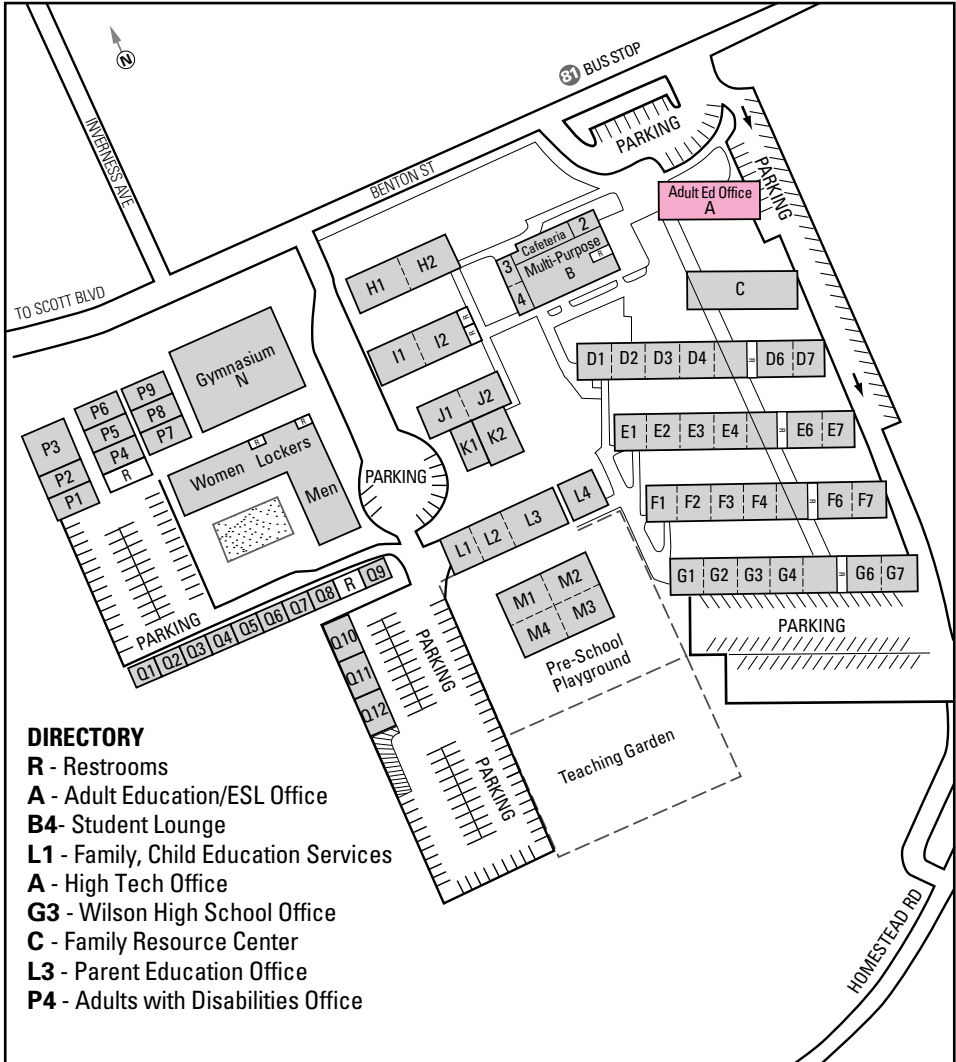 N
81 BUS STOP
INVERNESS AVE
PARKING
PARKING
BENTON ST
Adult Ed Office
A
Cafeteria 2
3 Multi-Purpose
B R
4
H1 H2
C
TO SCOTT BLVD
I1 I2 R
R
Gymnasium
N
D1 D2 D3 D4 R D6 D7
P9
P8
P7
P6
P5
P4
R
P3
P2
P1
J1 J2
K1 K2
E1 E2 E3 E4 R E6 E7
Women Lockers
R R
Men
PARKING
L1 L2 L3 L4
F1 F2 F3 F4 R F6 F7
G1 G2 G3 G4 R G6 G7
M1 M2
M4 M3
PARKING
Q1 Q2 Q3 Q4 Q5 Q6 Q7 Q8 R Q9
PARKING
Q10
Q11
Q12
PARKING
PARKING
Pre-School
Playground
Teaching Garden
HOMESTEAD RD
DIRECTORY
R - Restrooms
A - Adult Education/ESL Office
B4- Student Lounge
L1 - Family, Child Education Services
A - High Tech Office
G3 - Wilson High School Office
C - Family Resource Center
L3 - Parent Education Office
P4 - Adults with Disabilities Office